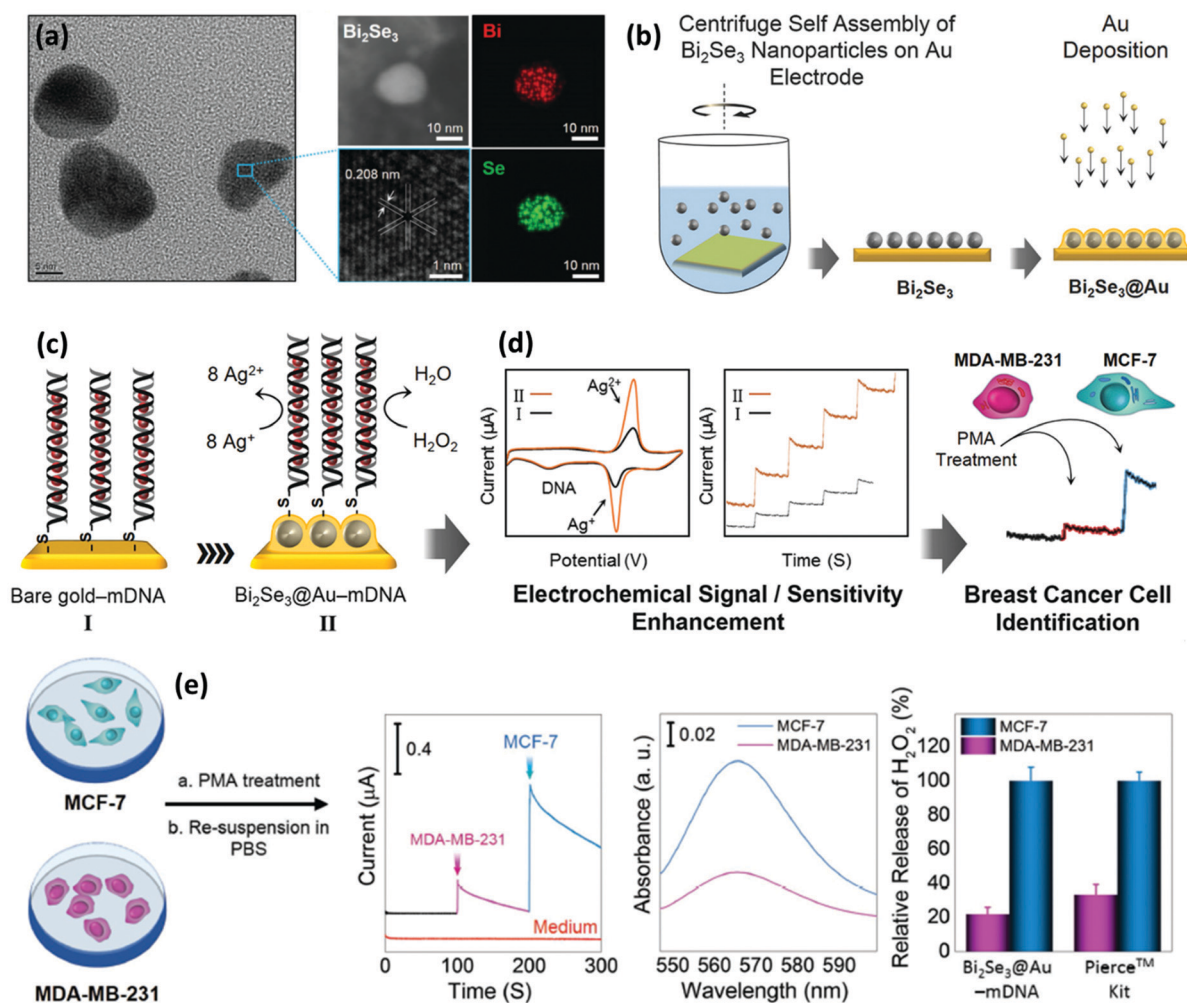 (a)
Bi₂Se₃
10 nm
Bi
10 nm
0.208 nm
1 nm
Se
10 nm
(b)
Centrifuge Self Assembly of
Bi₂Se₃ Nanoparticles on Au
Electrode
Au
Deposition
Bi₂Se₃
Bi₂Se₃@Au
(c)
S
S
S
Bare gold–mDNA
I
8 Ag²⁺
8 Ag⁺
H₂O
H₂O₂
S
S
S
Bi₂Se₃@Au–mDNA
II
(d)
II
I
Ag²⁺
DNA
Ag⁺
Current (µA)
Potential (V)
II
I
Current (µA)
Time (S)
Electrochemical Signal / Sensitivity
Enhancement
MDA-MB-231
MCF-7
PMA
Treatment
Breast Cancer Cell
Identification
(e)
MCF-7
MDA-MB-231
a. PMA treatment
b. Re-suspension in
PBS
0.4
MCF-7
MDA-MB-231
Medium
Current (µA)
0 100 200 300
Time (S)
0.02
MCF-7
MDA-MB-231
Absorbance (a. u.)
550 560 570 580 590
Wavelength (nm)
Relative Release of H₂O₂ (%)
MCF-7
MDA-MB-231
120
100
80
60
40
20
0
Bi₂Se₃@Au
–mDNA
Pierce™
Kit